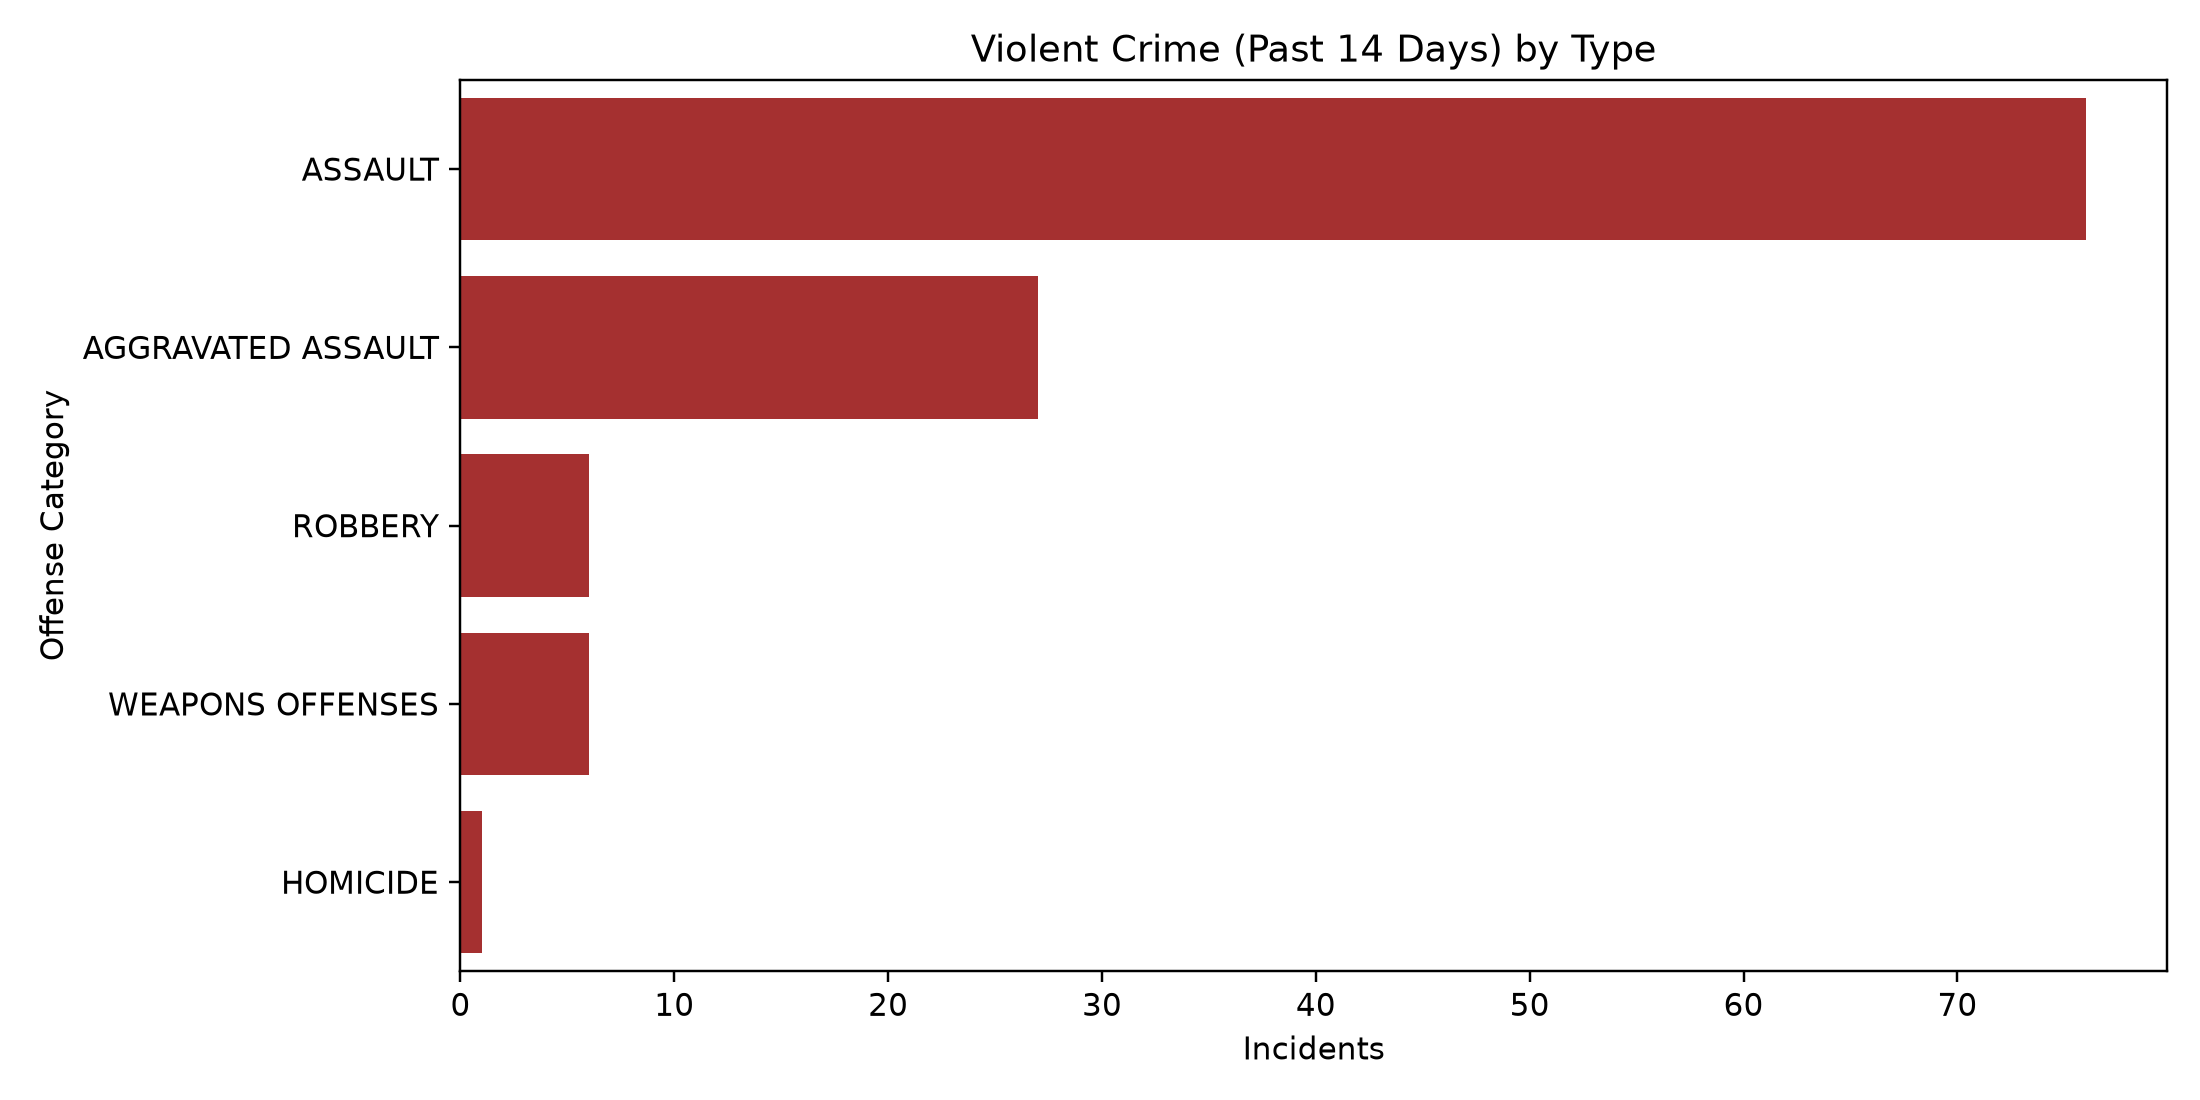 Violent Crime (Past 14 Days) by Type
Offense Category
ASSAULT
AGGRAVATED ASSAULT
ROBBERY
WEAPONS OFFENSES
HOMICIDE
0 10 20 30 40 50 60 70
Incidents